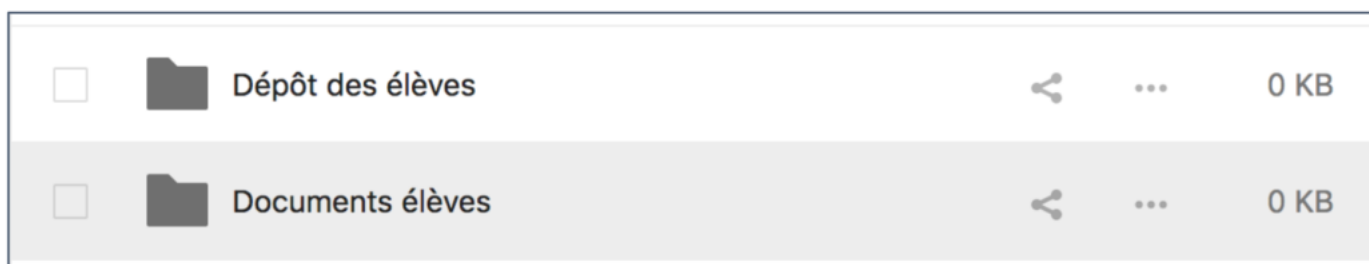 Dépôt des élèves ... 0 KB
Documents élèves ... 0 KB